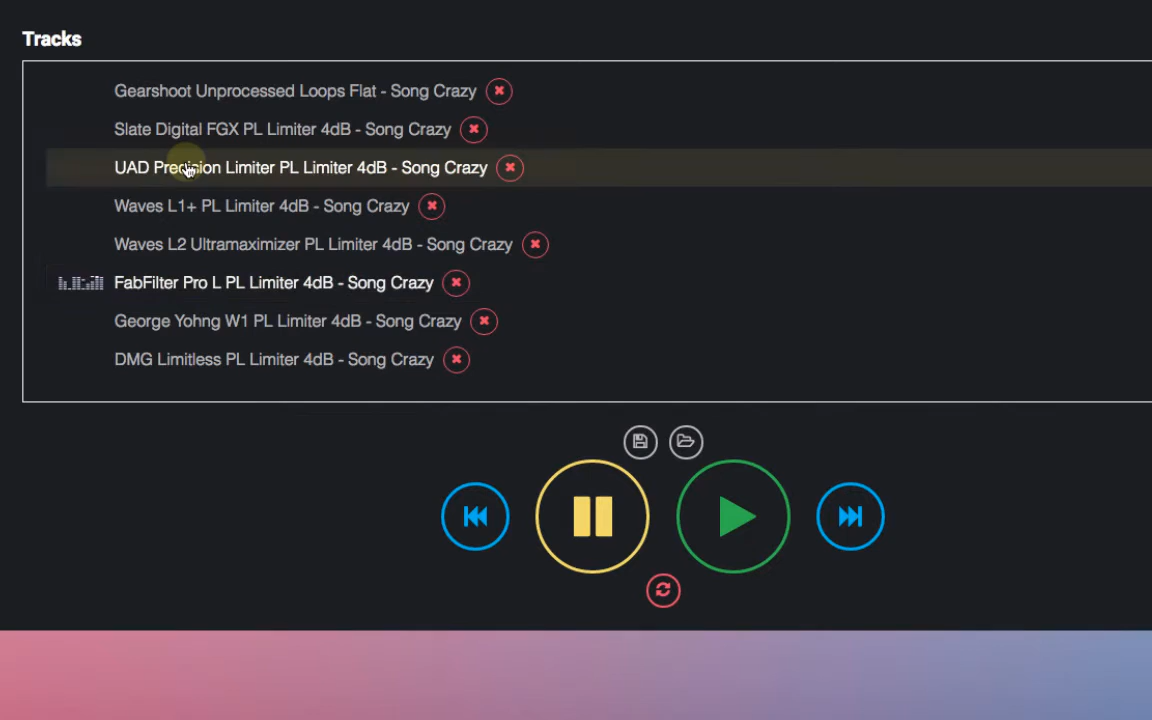 Tracks
Gearshoot Unprocessed Loops Flat - Song Crazy
Slate Digital FGX PL Limiter 4dB - Song Crazy
UAD Precision Limiter PL Limiter 4dB - Song Crazy
Waves L1+ PL Limiter 4dB - Song Crazy
Waves L2 Ultramaximizer PL Limiter 4dB - Song Crazy
FabFilter Pro L PL Limiter 4dB - Song Crazy
George Yohng W1 PL Limiter 4dB - Song Crazy
DMG Limitless PL Limiter 4dB - Song Crazy